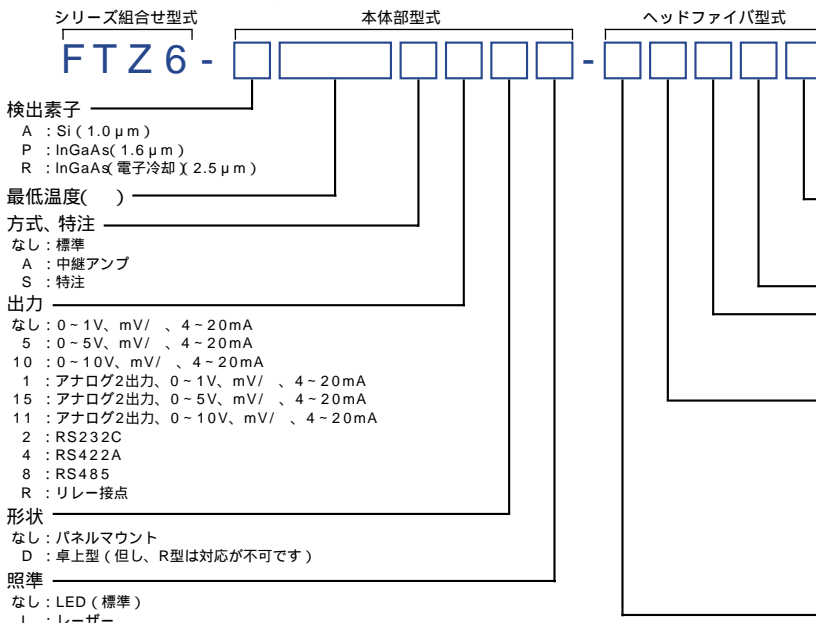 シリーズ組合せ型式 本体部型式 ヘッドファイバ型式
FTZ6- -
検出素子
A : Si(1.0μm)
P : InGaAs(1.6μm)
R : InGaAs(電子冷却)(2.5μm)
最低温度( )
方式、特注
なし:標準
A :中継アンプ
S :特注
出力
なし:0~1V、mV/ 、4~20mA
5 :0~5V、mV/ 、4~20mA
10 :0~10V、mV/ 、4~20mA
1 :アナログ2出力、0~1V、mV/ 、4~20mA
15 :アナログ2出力、0~5V、mV/ 、4~20mA
11 :アナログ2出力、0~10V、mV/ 、4~20mA
2 :RS232C
4 :RS422A
8 :RS485
R :リレー接点
形状
なし:パネルマウント
D :卓上型(但し、R型は対応が不可です)
照準
なし:LED(標準)
L :レーザー